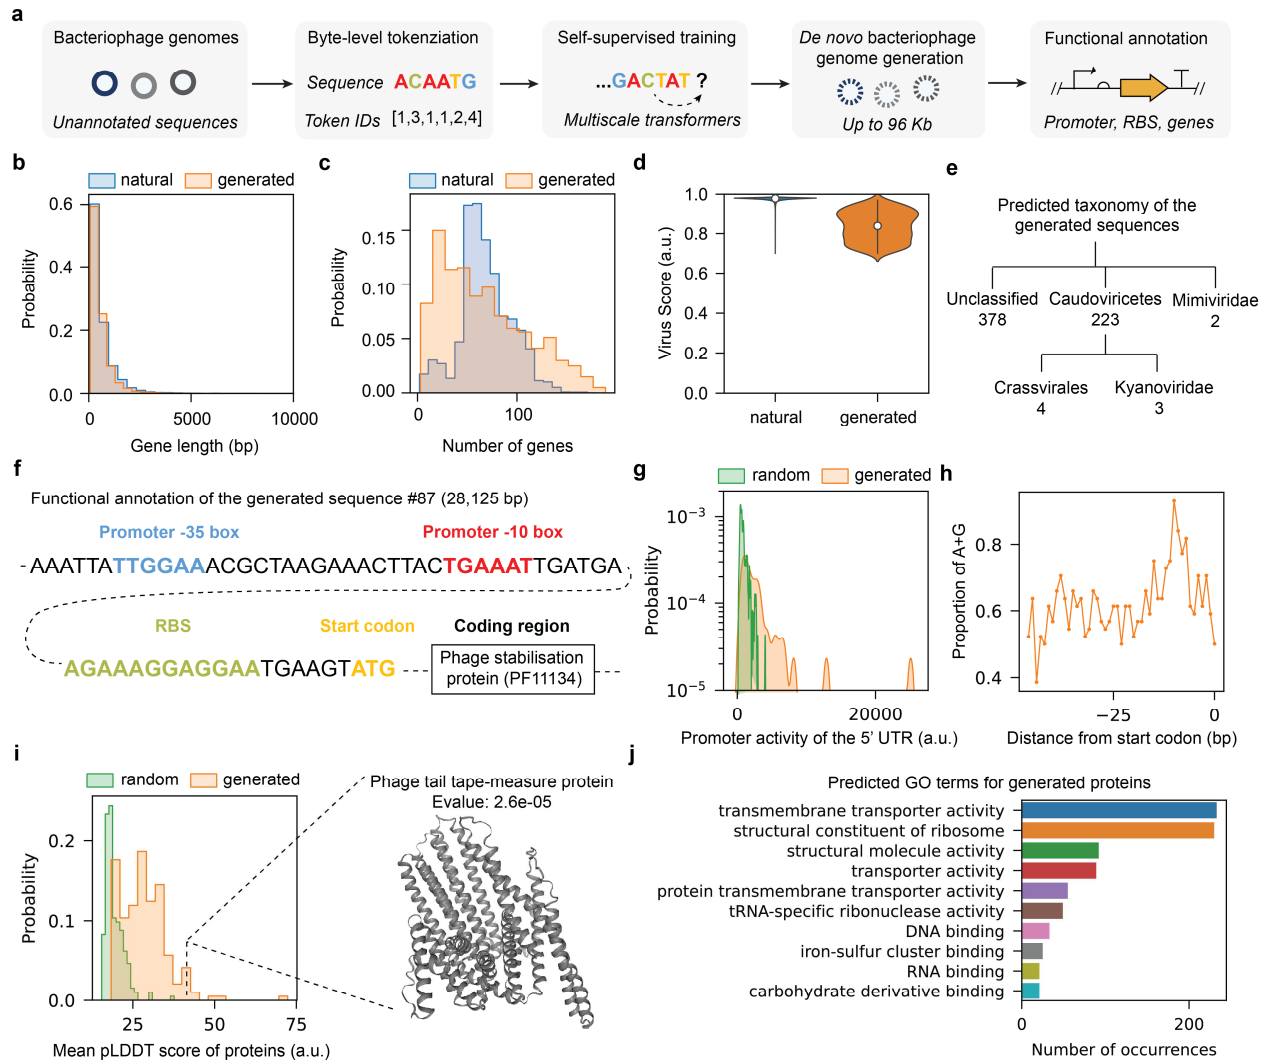 a
Bacteriophage genomes
Unannotated sequences
Byte-level tokenziation
Sequence ACAATG
Token IDs [1,3,1,1,2,4]
Self-supervised training
...GACTAT ?
Multiscale transformers
De novo bacteriophage
genome generation
Up to 96 Kb
Functional annotation
Promoter, RBS, genes
b
natural generated
Probability
0.6
0.4
0.2
0.0
0 5000 10000
Gene length (bp)
c
natural generated
Probability
0.15
0.10
0.05
0.00
0 100
Number of genes
d
Virus Score (a.u.)
1.0
0.8
0.6
0.4
0.2
0.0
natural generated
e
Predicted taxonomy of the
generated sequences
Unclassified Caudoviricetes Mimiviridae
378 223 2
Crassvirales Kyanoviridae
4 3
f
Functional annotation of the generated sequence #87 (28,125 bp)
Promoter -35 box Promoter -10 box
AAATTATTGGAAACGCTAAGAAACTTACTGAAATTGATGA
RBS Start codon Coding region
AGAAAGGAGGAATGAAGTATG
Phage stabilisation
protein (PF11134)
g
random generated
Probability
10−3
10−4
10−5
0 20000
Promoter activity of the 5' UTR (a.u.)
h
Proportion of A+G
0.8
0.6
0.4
−25 0
Distance from start codon (bp)
i
random generated
Probability
0.2
0.1
0.0
25 50 75
Mean pLDDT score of proteins (a.u.)
Phage tail tape-measure protein
Evalue: 2.6e-05
j
Predicted GO terms for generated proteins
transmembrane transporter activity
structural constituent of ribosome
structural molecule activity
transporter activity
protein transmembrane transporter activity
tRNA-specific ribonuclease activity
DNA binding
iron-sulfur cluster binding
RNA binding
carbohydrate derivative binding
0 200
Number of occurrences